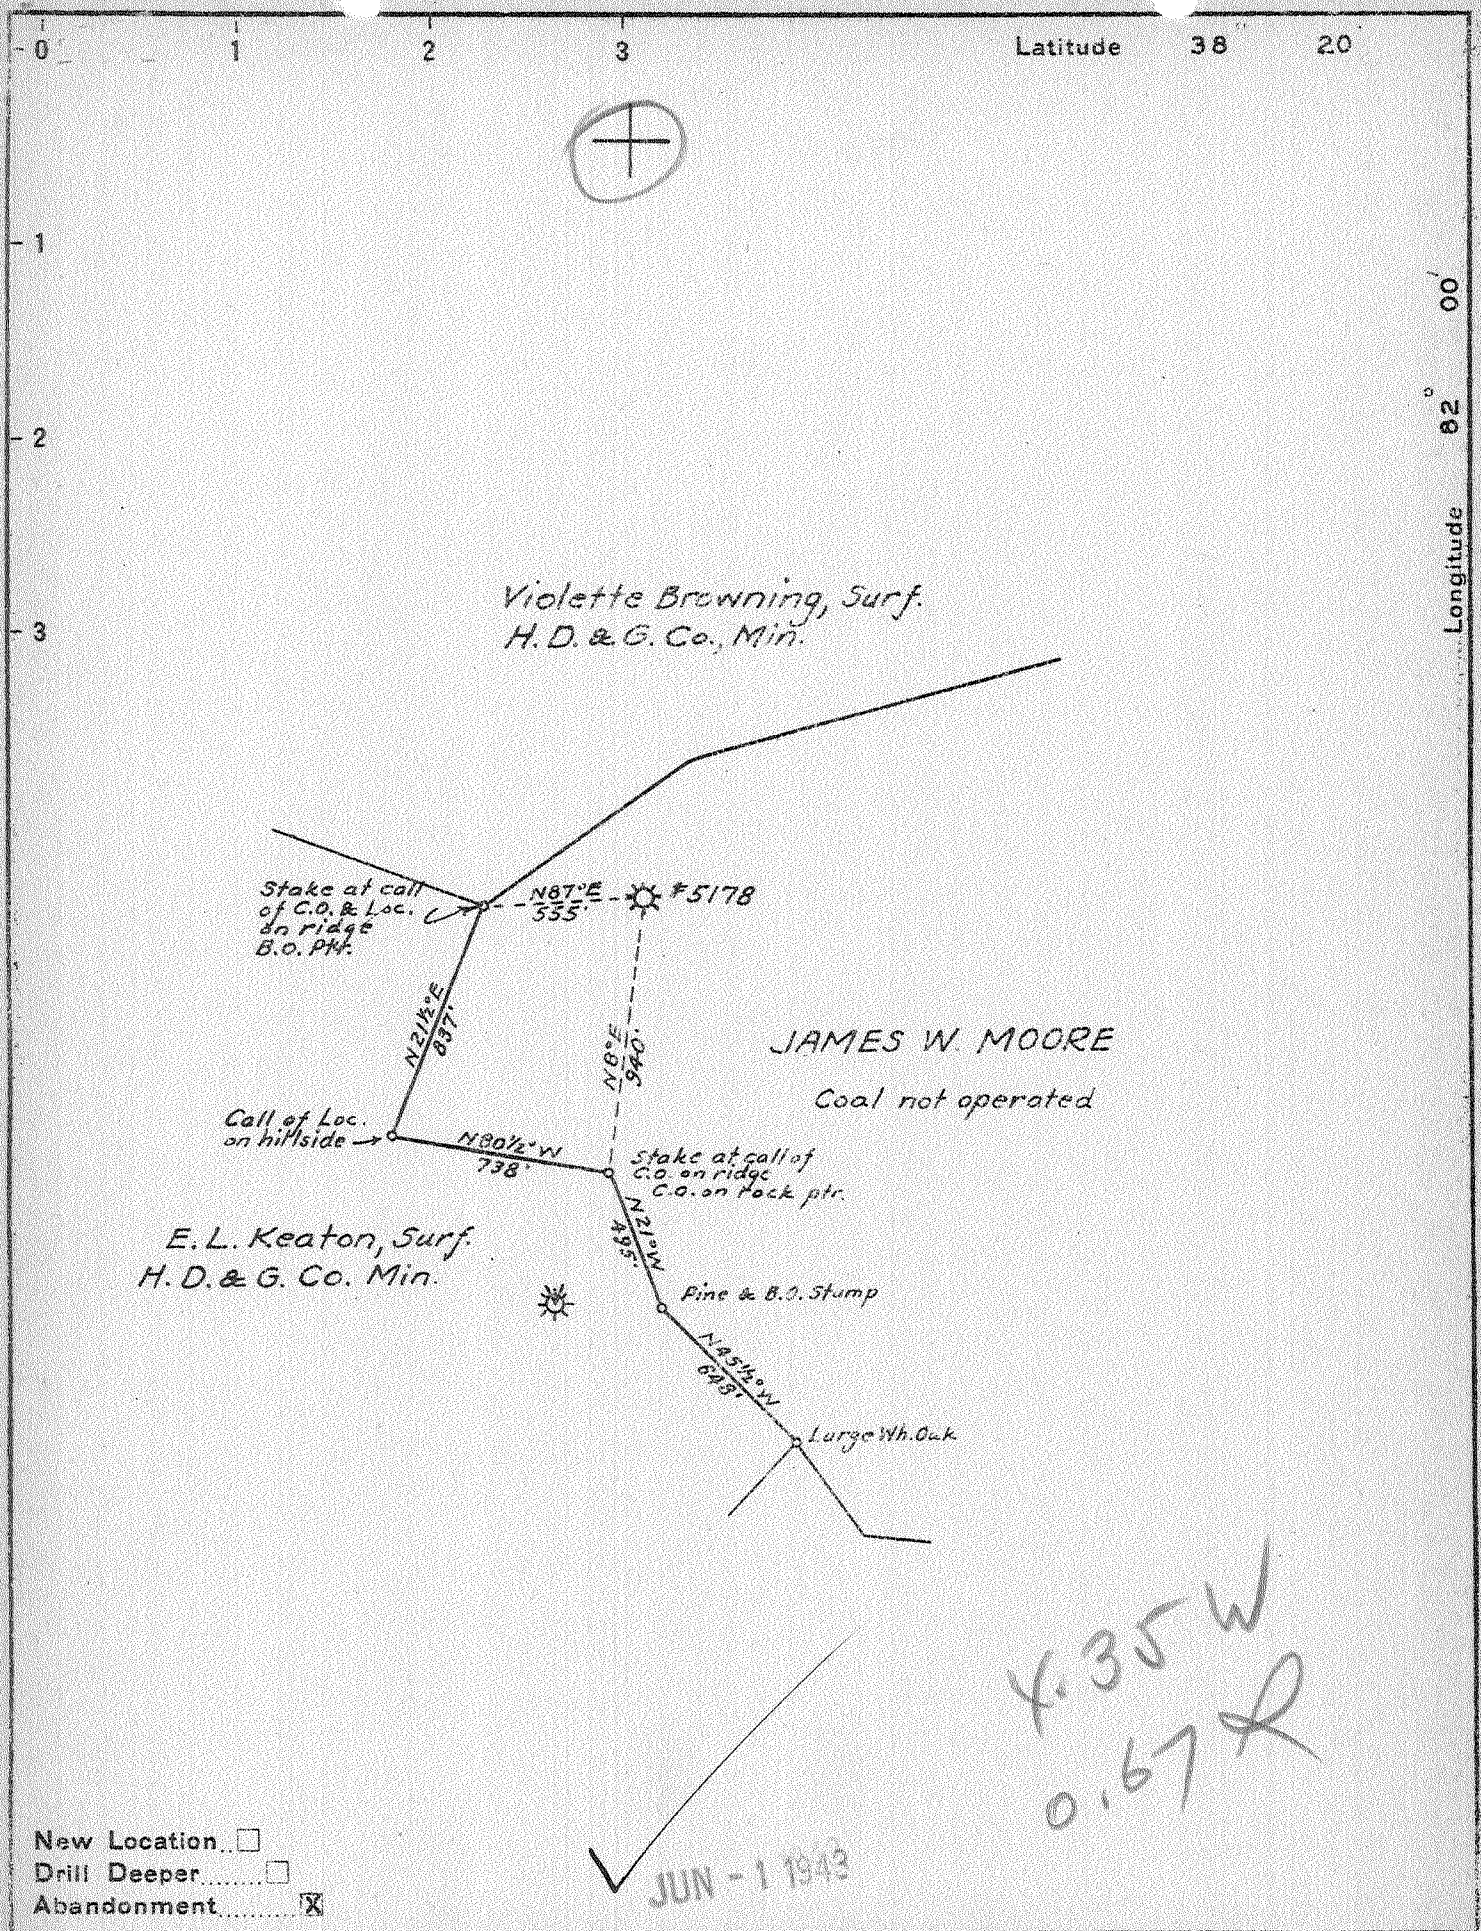 0 1 2 3 Latitude 38 20
1
2
3
Longitude 82° 00'
Violette Browning, Surf.
H. D. & G. Co., Min.
Stake at call
of C.O. & Loc.
on ridge
B.O. Ptr.
N87°E
555'
#5178
N21½°E
837'
N8°E
940'
JAMES W. MOORE
Coal not operated
Call of Loc.
on hillside
N80½°W
738'
Stake at call of
C.O. on ridge
C.O. on rock ptr.
N21°W
495'
E. L. Keaton, Surf.
H. D. & G. Co. Min.
Pine & B.O. Stump
N45½°W
648'
Large Wh. Oak
4.35 W
0.67
New Location
Drill Deeper
Abandonment X
JUN - 1 1943